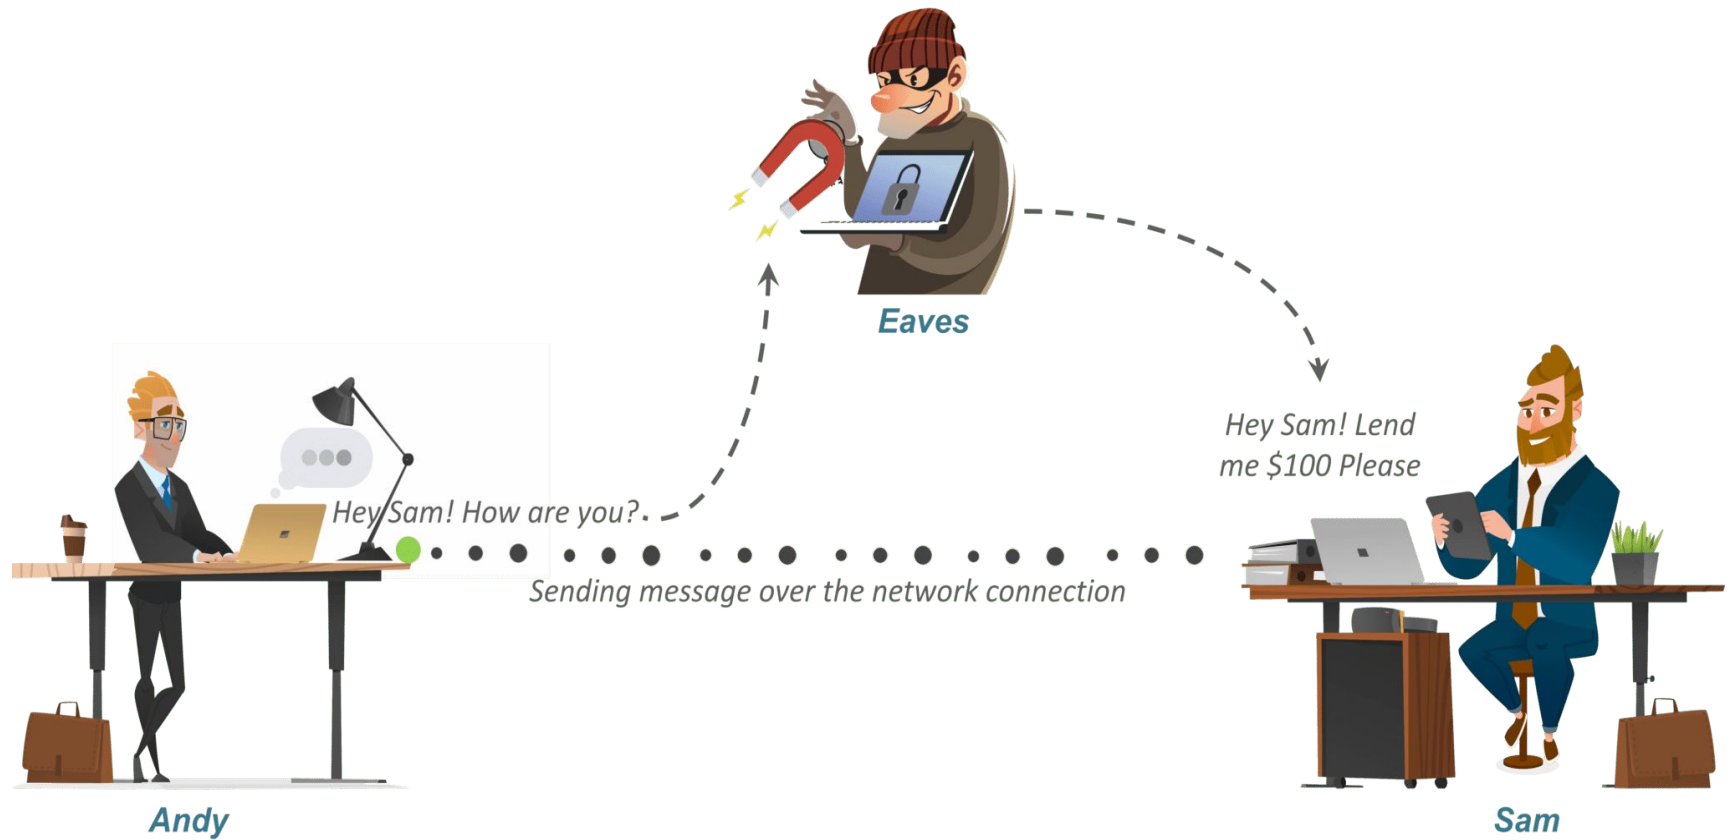 Eaves
Hey Sam! Lend
me $100 Please
Hey Sam! How are you?
Sending message over the network connection
Andy
Sam